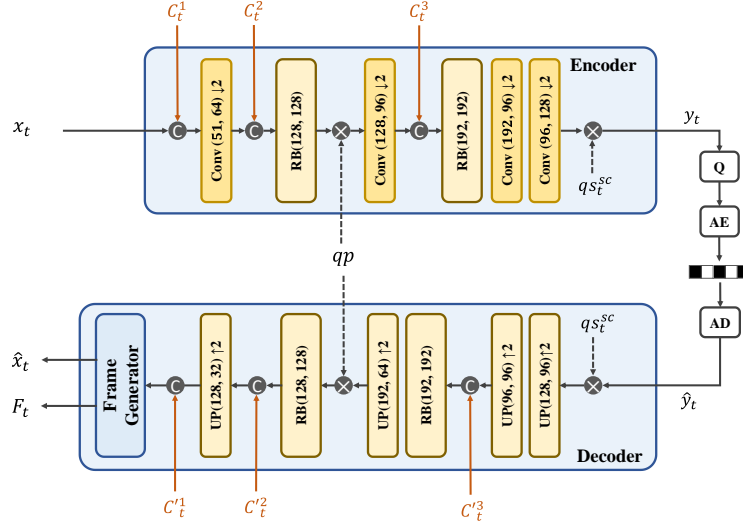 C_t^1
C_t^2
C_t^3
Encoder
x_t
C
Conv (51, 64) ↓2
C
RB(128, 128)
×
Conv (128, 96) ↓2
C
RB(192, 192)
Conv (192, 96) ↓2
Conv (96, 128) ↓2
×
y_t
qs_t^{sc}
Q
AE
qp
AD
x̂_t
F_t
Frame
Generator
C
UP(128, 32) ↑2
C
RB(128, 128)
×
UP(192, 64) ↑2
RB(192, 192)
C
UP(96, 96) ↑2
UP(128, 96)↑2
qs_t^{sc}
×
ŷ_t
Decoder
C'_t^1
C'_t^2
C'_t^3